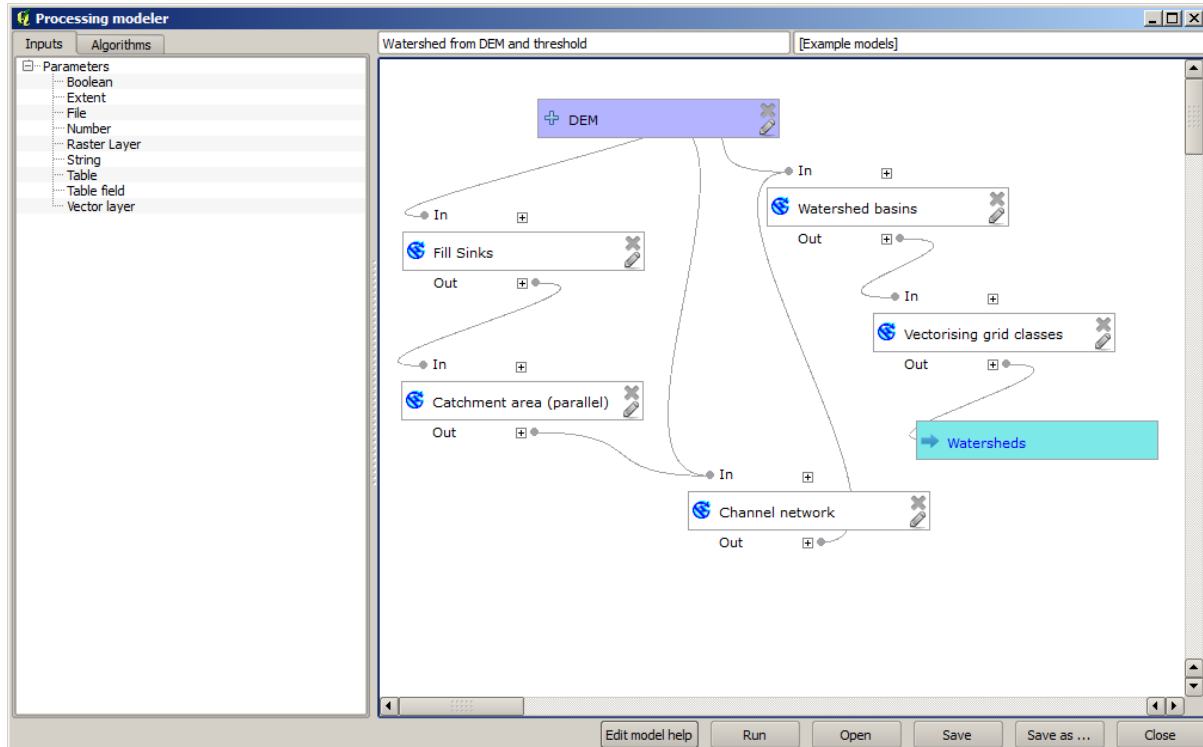 Processing modeler
Inputs
Algorithms
Watershed from DEM and threshold
[Example models]
Parameters
Boolean
Extent
File
Number
Raster Layer
String
Table
Table field
Vector layer
DEM
In
Watershed basins
Out
In
Fill Sinks
Out
In
Vectorising grid classes
Out
In
Catchment area (parallel)
Out
Watersheds
In
Channel network
Out
Edit model help
Run
Open
Save
Save as ...
Close